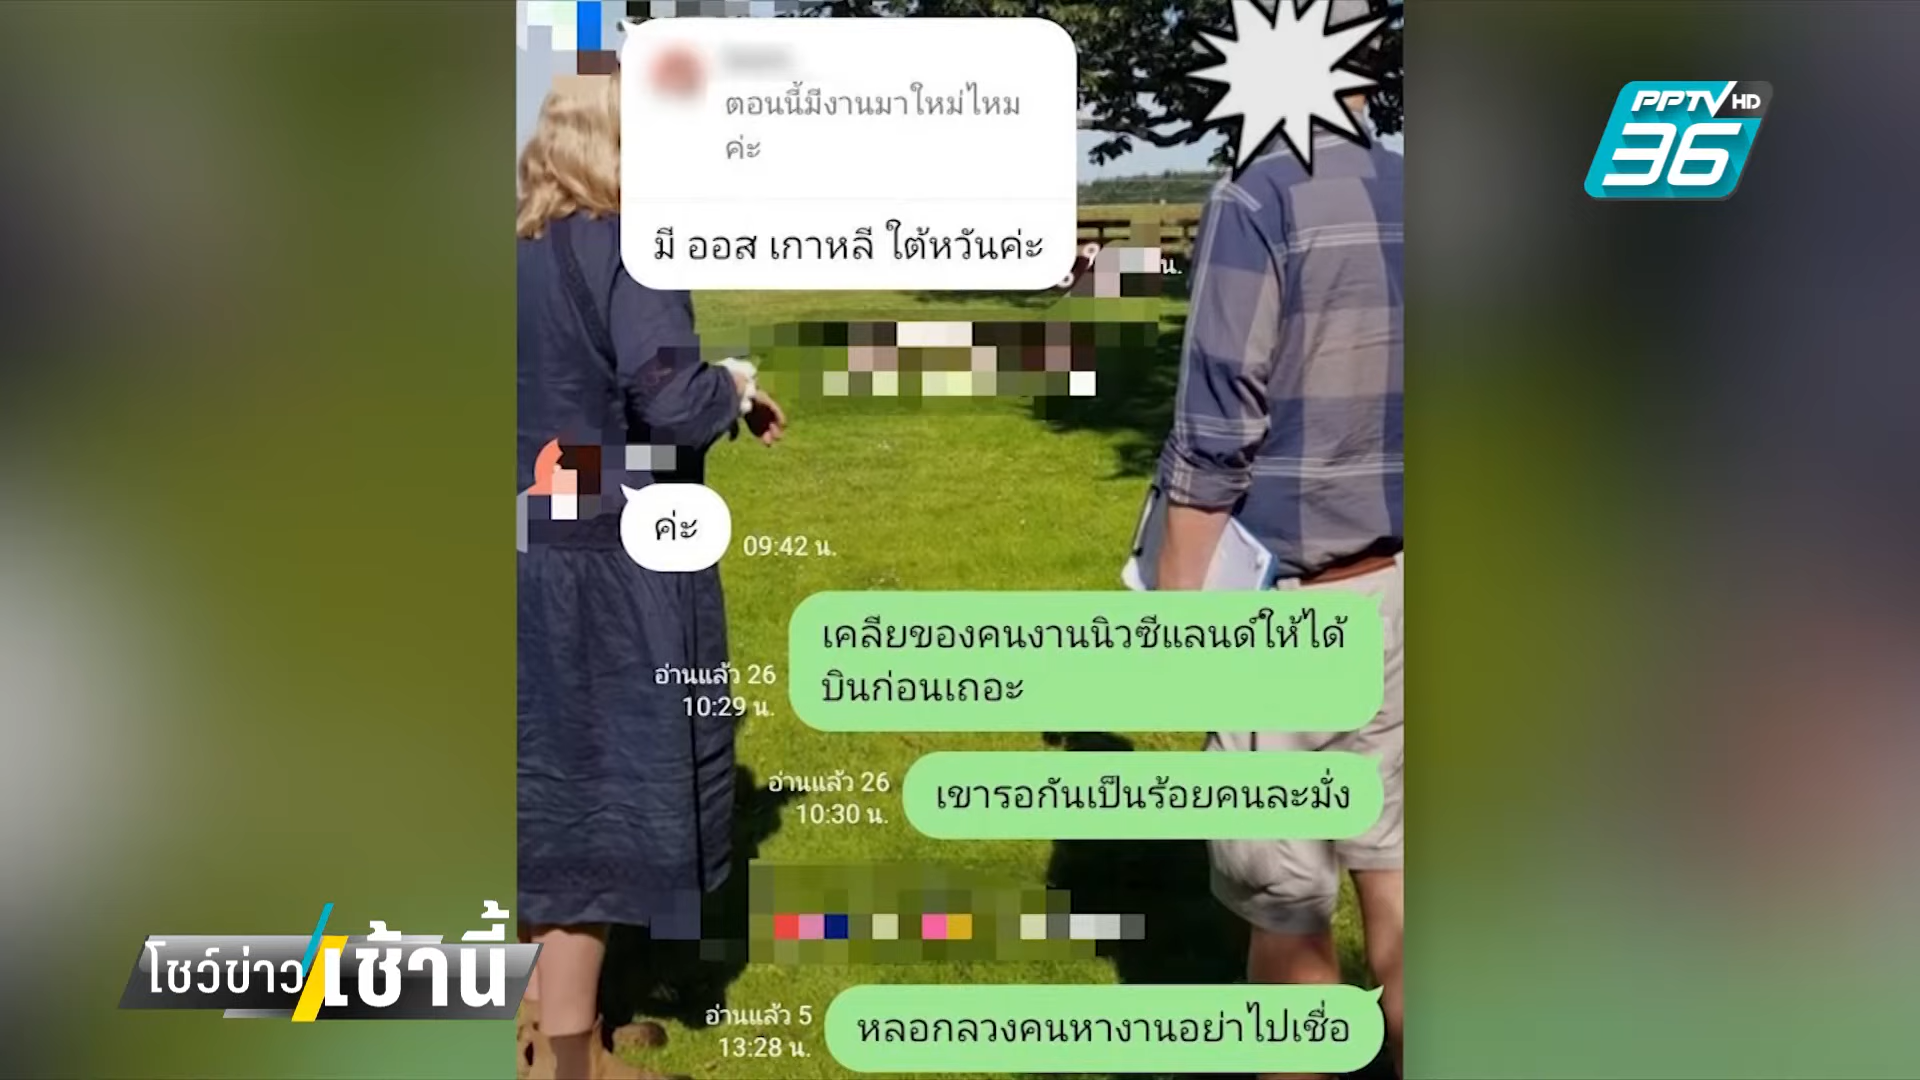 PPTV HD
36
ตอนนี้มีงานมาใหม่ไหม
ค่ะ
มี ออส เกาหลี ใต้หวันค่ะ
น.
ค่ะ
09:42 น.
เคลียของคนงานนิวซีแลนด์ให้ได้
บินก่อนเถอะ
อ่านแล้ว 26
10:29 น.
เขารอกันเป็นร้อยคนละมั่ง
อ่านแล้ว 26
10:30 น.
หลอกลวงคนหางานอย่าไปเชื่อ
อ่านแล้ว 5
13:28 น.
โชว์ข่าวเช้านี้